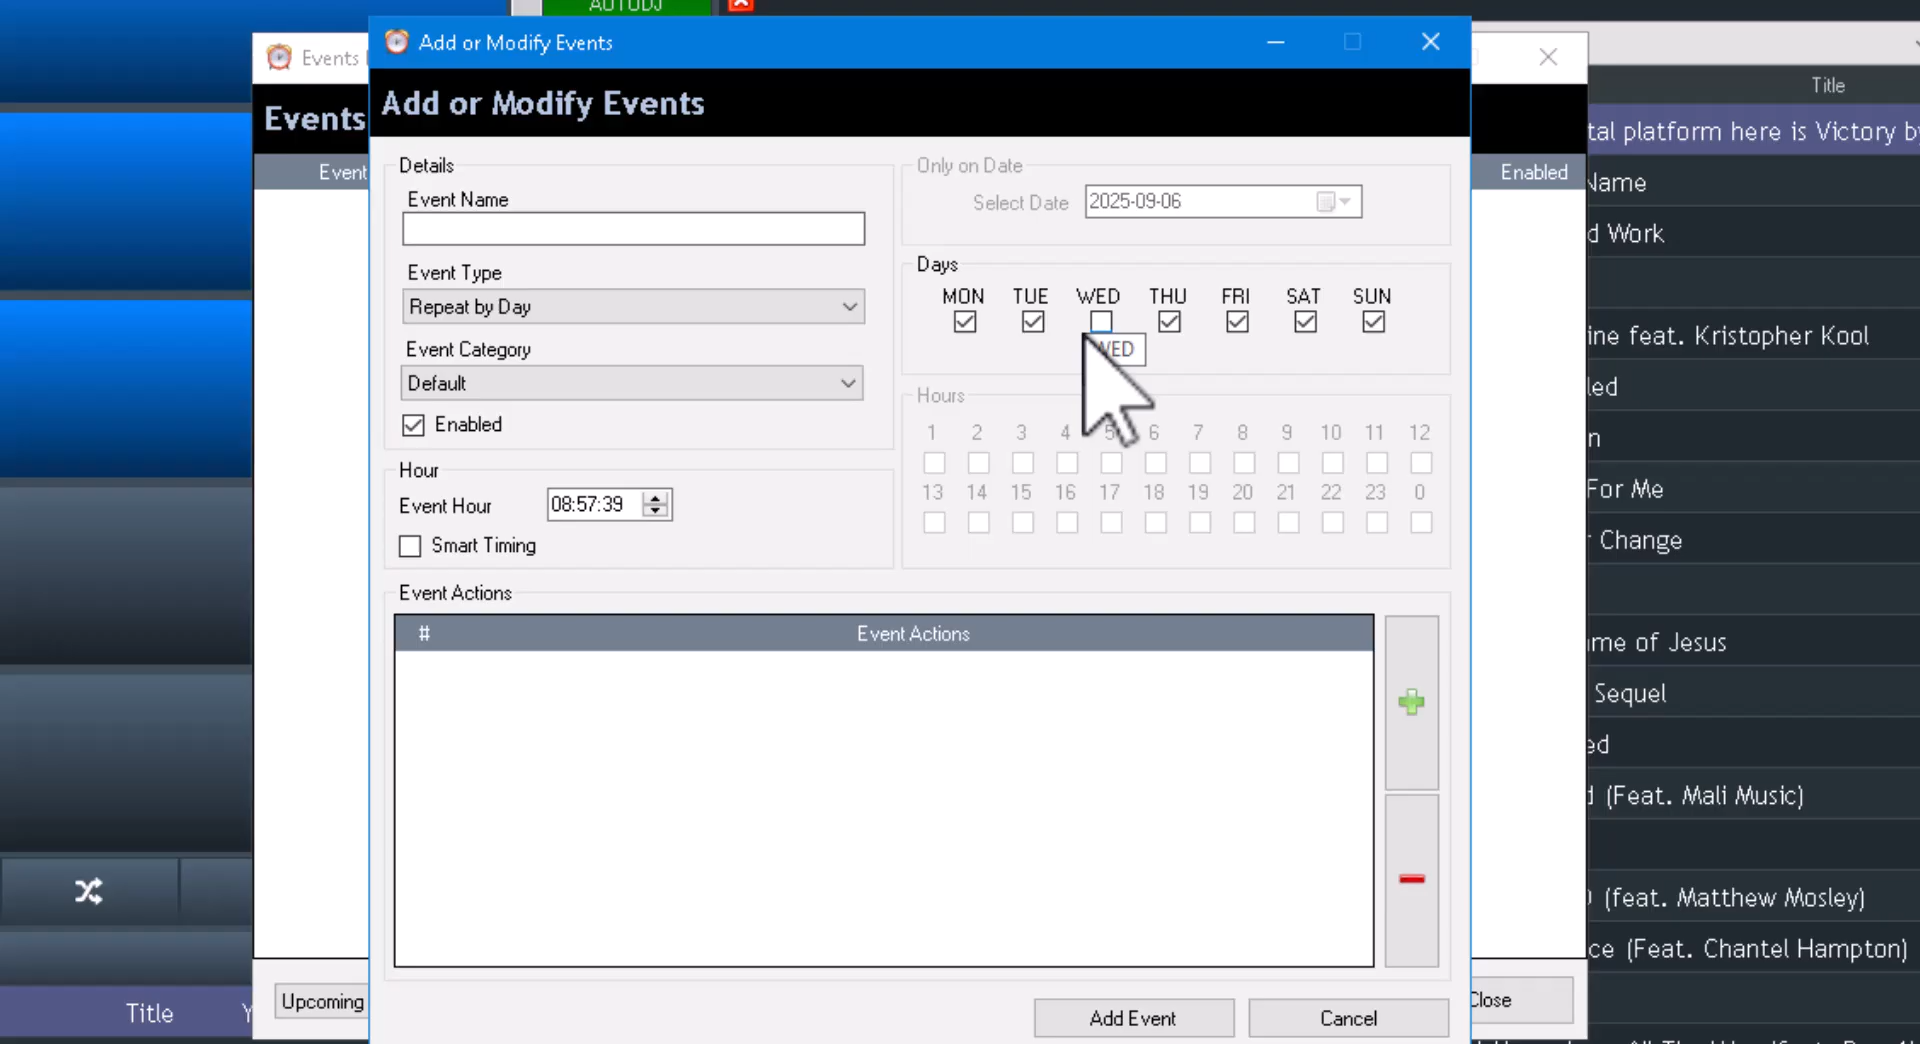 AUTODJ
Add or Modify Events
Events
Title
Add or Modify Events
Events
tal platform here is Victory by
Details
Only on Date
Event
Enabled
Name
Event Name
Select Date
2025-09-06
d Work
Days
Event Type
MON TUE WED THU FRI SAT SUN
Repeat by Day
ine feat. Kristopher Kool
Event Category
WED
Default
led
Hours
Enabled
1 2 3 4 5 6 7 8 9 10 11 12
n
Hour
13 14 15 16 17 18 19 20 21 22 23 0
For Me
Event Hour
08:57:39
Smart Timing
r Change
Event Actions
# Event Actions
ame of Jesus
Sequel
ed
d (Feat. Mali Music)
(feat. Matthew Mosley)
ce (Feat. Chantel Hampton)
Upcoming
Close
Title
Y
Add Event
Cancel